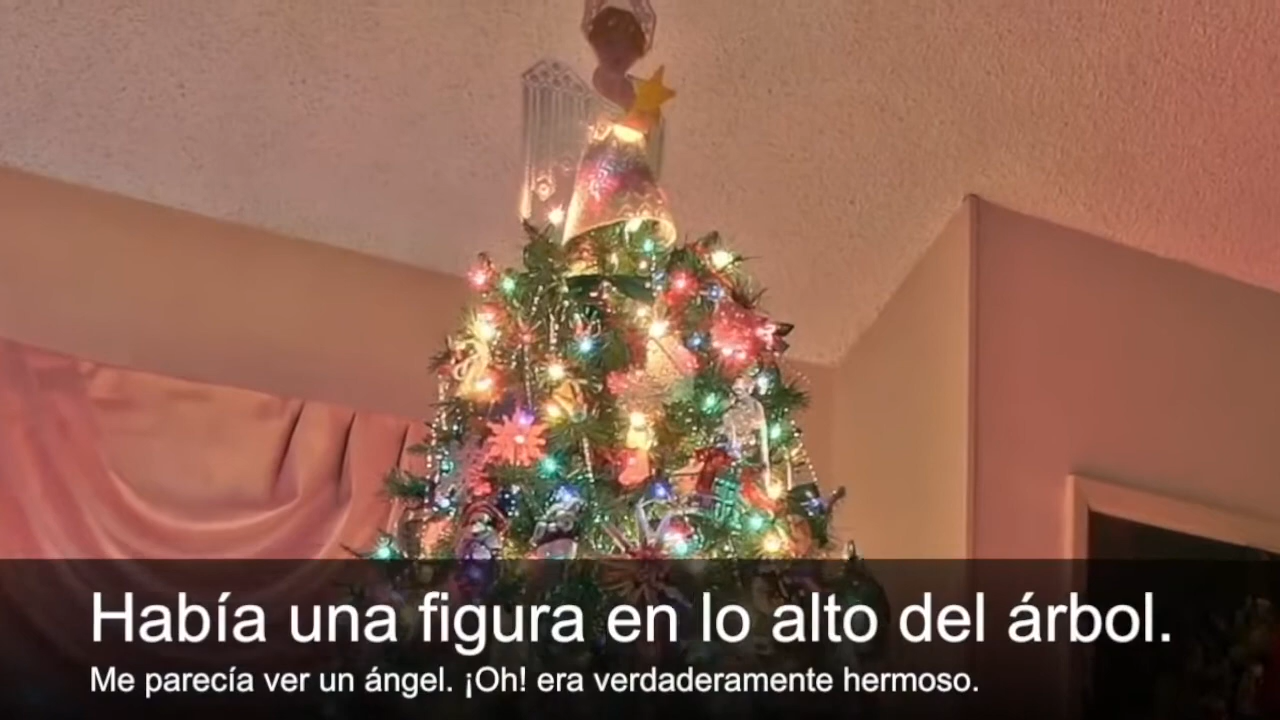 Había una figura en lo alto del árbol.
Me parecía ver un ángel. ¡Oh! era verdaderamente hermoso.